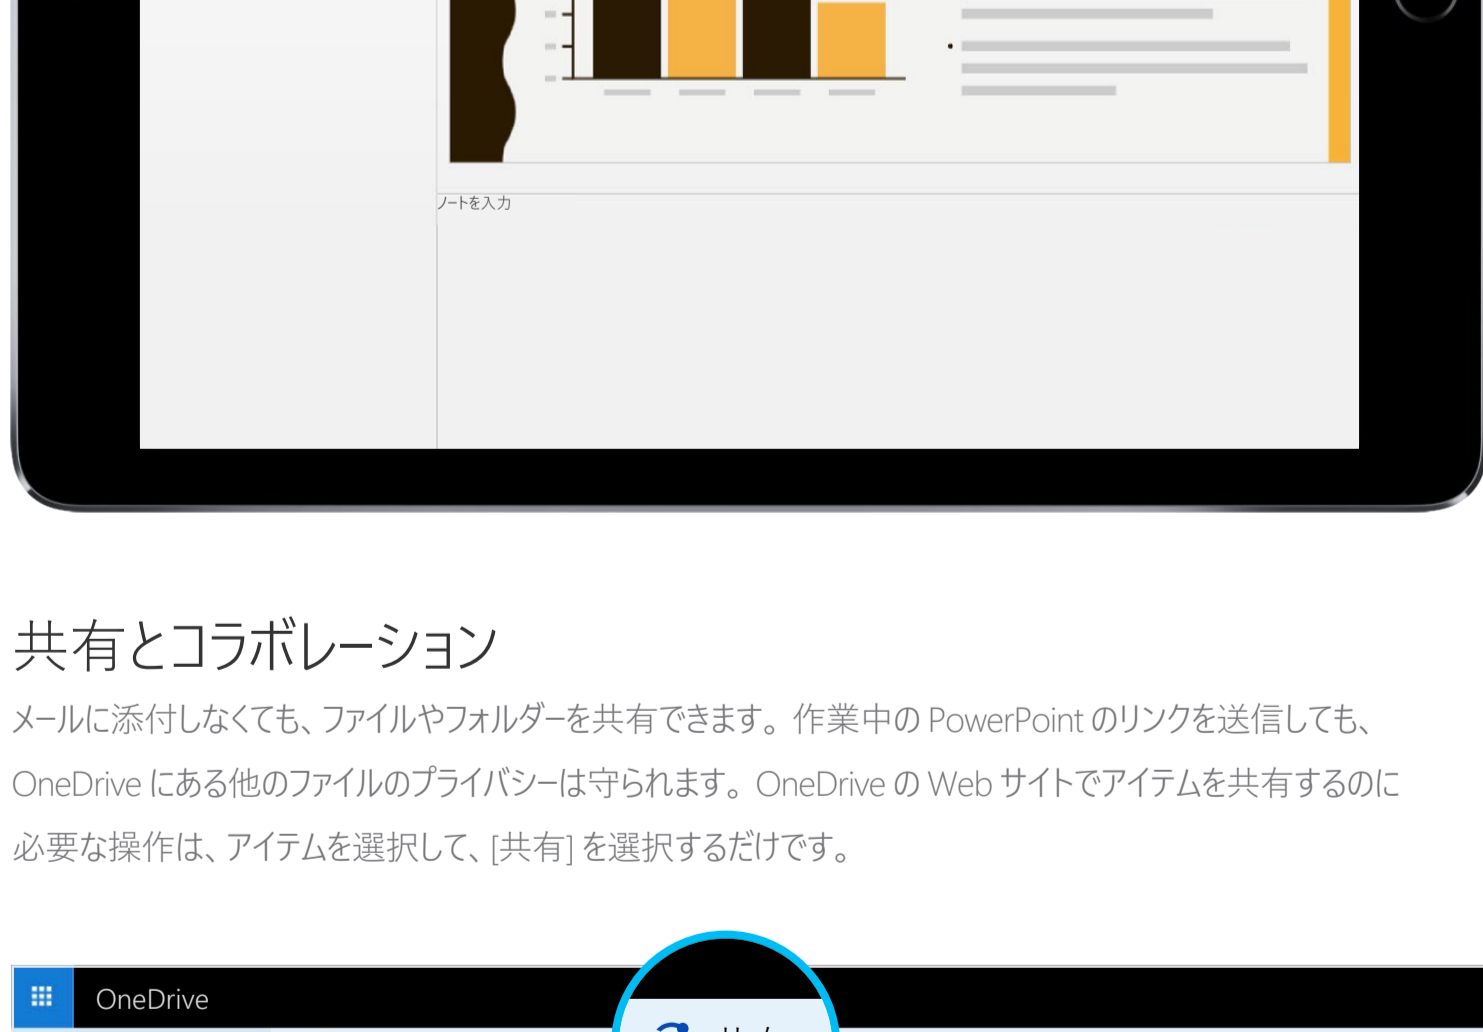 ノートを入力
共有とコラボレーション
メールに添付しなくても、ファイルやフォルダーを共有できます。作業中の PowerPoint のリンクを送信しても、
OneDrive にある他のファイルのプライバシーは守られます。OneDrive の Web サイトでアイテムを共有するのに
必要な操作は、アイテムを選択して、[共有] を選択するだけです。
OneDrive